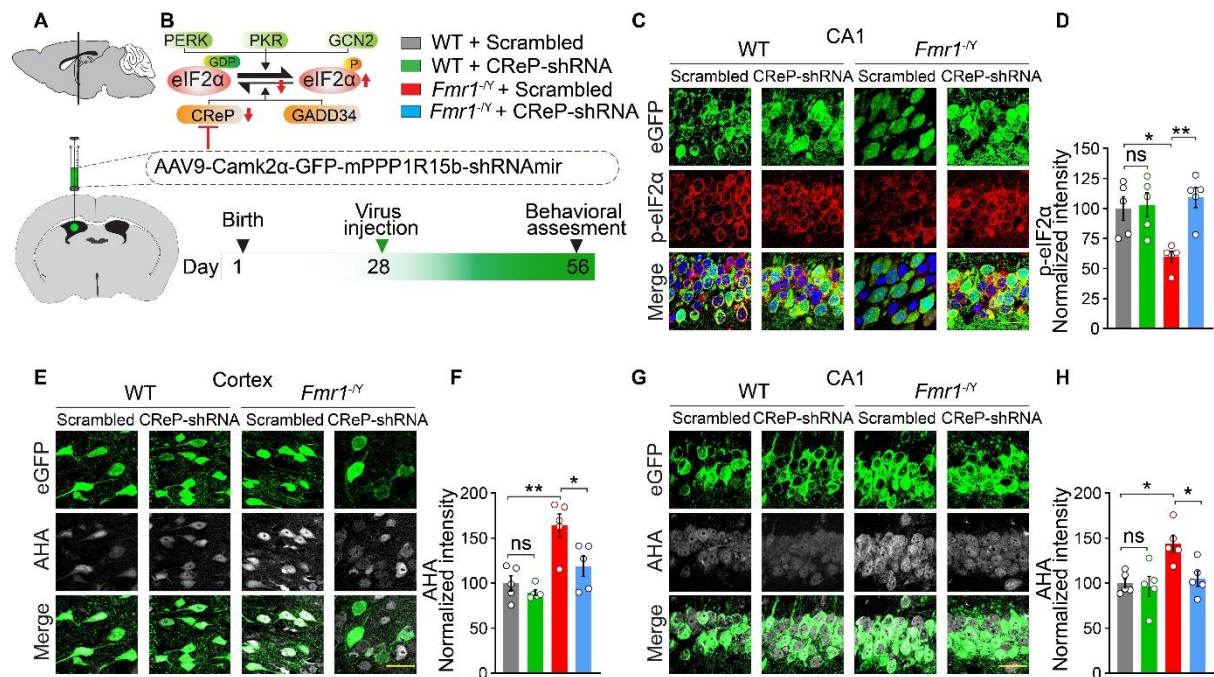 A
B
PERK
PKR
GCN2
GDP
P
eIF2α
eIF2α
CReP
GADD34
WT + Scrambled
WT + CReP-shRNA
Fmr1-/Y + Scrambled
Fmr1-/Y + CReP-shRNA
AAV9-Camk2α-GFP-mPPP1R15b-shRNAmir
Birth
Virus
injection
Behavioral
assesment
Day
1
28
56
C
CA1
WT
Fmr1-/Y
Scrambled CReP-shRNA Scrambled CReP-shRNA
eGFP
p-eIF2α
Merge
D
p-eIF2α
Normalized intensity
150
125
100
75
50
25
0
ns
*
**
E
Cortex
WT
Fmr1-/Y
Scrambled CReP-shRNA Scrambled CReP-shRNA
eGFP
AHA
Merge
F
AHA
Normalized intensity
200
150
100
50
0
ns
**
*
G
CA1
WT
Fmr1-/Y
Scrambled CReP-shRNA Scrambled CReP-shRNA
eGFP
AHA
Merge
H
AHA
Normalized intensity
200
150
100
50
0
ns
*
*